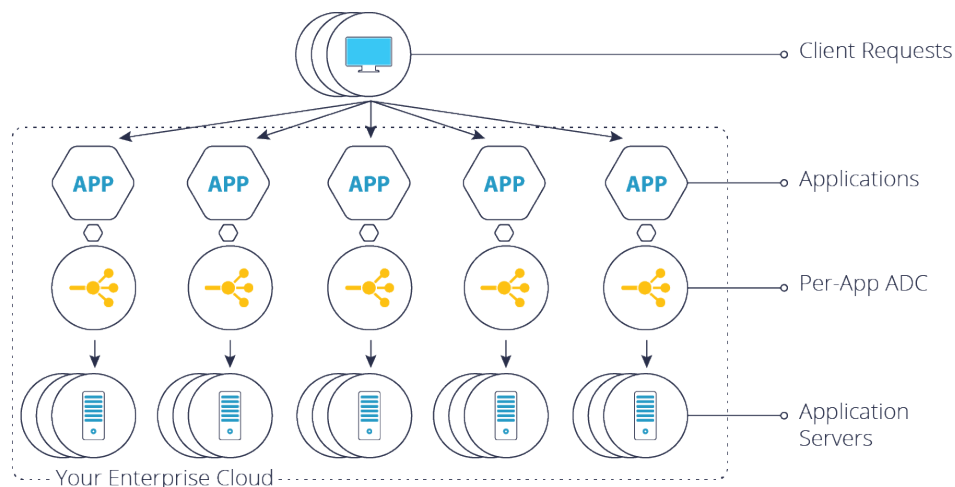 Client Requests
APP
APP
APP
APP
APP
Applications
Per-App ADC
Application
Servers
Your Enterprise Cloud